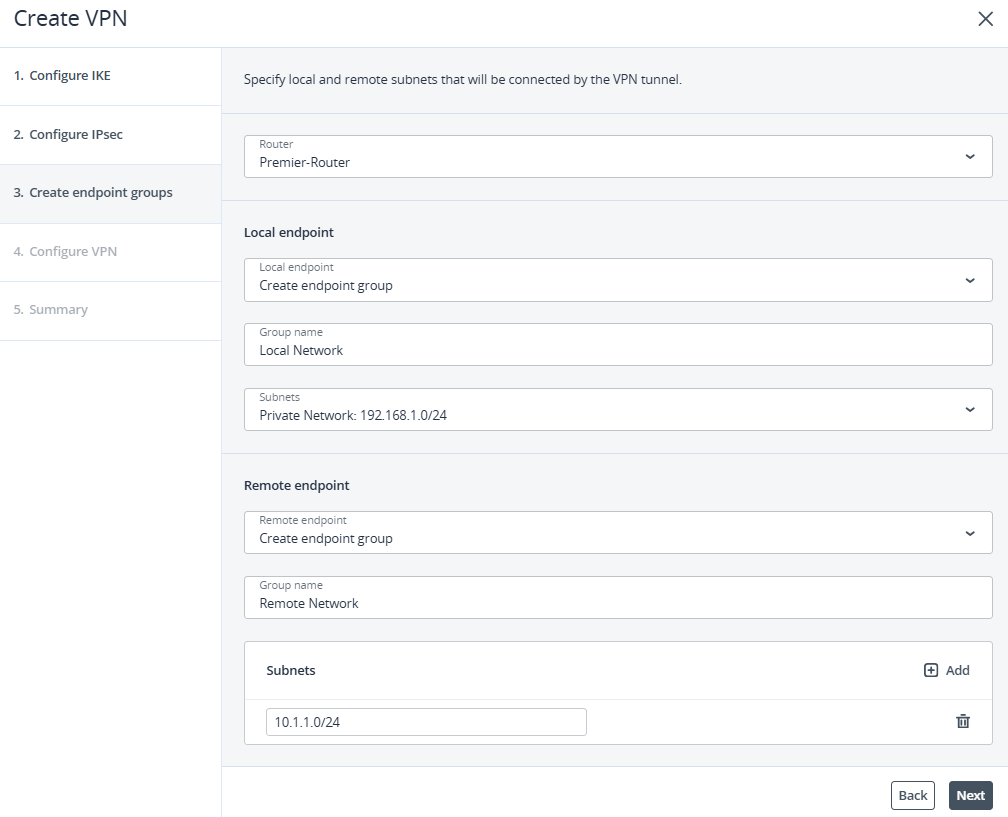 Create VPN
1. Configure IKE
2. Configure IPsec
3. Create endpoint groups
4. Configure VPN
5. Summary
Specify local and remote subnets that will be connected by the VPN tunnel.
Router
Premier-Router
Local endpoint
Local endpoint
Create endpoint group
Group name
Local Network
Subnets
Private Network: 192.168.1.0/24
Remote endpoint
Remote endpoint
Create endpoint group
Group name
Remote Network
Subnets
Add
10.1.1.0/24
Back
Next